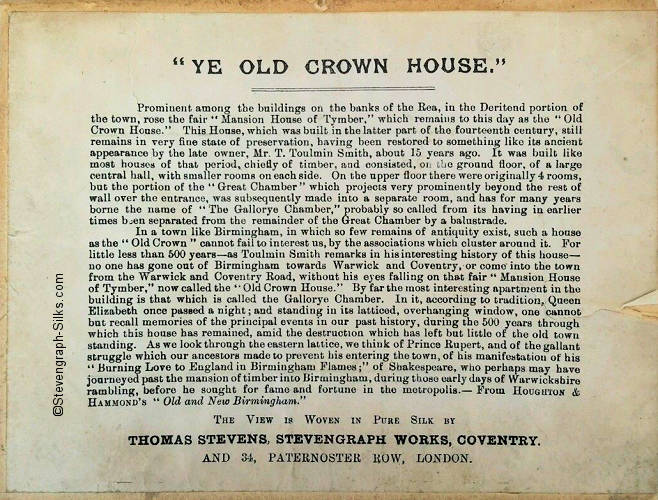 "YE OLD CROWN HOUSE."
Prominent among the buildings on the banks of the Rea, in the Deritend portion of
the town, rose the fair "Mansion House of Tymber," which remains to this day as the "Old
Crown House." This House, which was built in the latter part of the fourteenth century, still
remains in very fine state of preservation, having been restored to something like its ancient
appearance by the late owner, Mr. T. Toulmin Smith, about 15 years ago. It was built like
most houses of that period, chiefly of timber, and consisted, on the ground floor, of a large
central hall, with smaller rooms on each side. On the upper floor there were originally 4 rooms,
but the portion of the "Great Chamber" which projects very prominently beyond the rest of
wall over the entrance, was subsequently made into a separate room, and has for many years
borne the name of "The Gallorye Chamber," probably so called from its having in earlier
times been separated from the remainder of the Great Chamber by a balustrade.
In a town like Birmingham, in which so few remains of antiquity exist, such a house
as the "Old Crown" cannot fail to interest us, by the associations which cluster around it. For
little less than 500 years—as Toulmin Smith remarks in his interesting history of this house—
no one has gone out of Birmingham towards Warwick and Coventry, or come into the town
from the Warwick and Coventry Road, without his eyes falling on that fair "Mansion House
of Tymber," now called the "Old Crown House." By far the most interesting apartment in the
building is that which is called the Gallorye Chamber. In it, according to tradition, Queen
Elizabeth once passed a night; and standing in its latticed, overhanging window, one cannot
but recall memories of the principal events in our past history, during the 500 years through
which this house has remained, amid the destruction which has left but little of the old town
standing. As we look through the eastern lattice, we think of Prince Rupert, and of the gallant
struggle which our ancestors made to prevent his entering the town, of his manifestation of his
"Burning Love to England in Birmingham Flames;" of Shakespeare, who perhaps may have
journeyed past the mansion of timber into Birmingham, during those early days of Warwickshire
rambling, before he sought for fame and fortune in the metropolis.—From HOUGHTON &
HAMMOND'S "Old and New Birmingham."
THE VIEW IS WOVEN IN PURE SILK BY
THOMAS STEVENS, STEVENGRAPH WORKS, COVENTRY.
AND 34, PATERNOSTER ROW, LONDON.
©Stevengraph-Silks.com